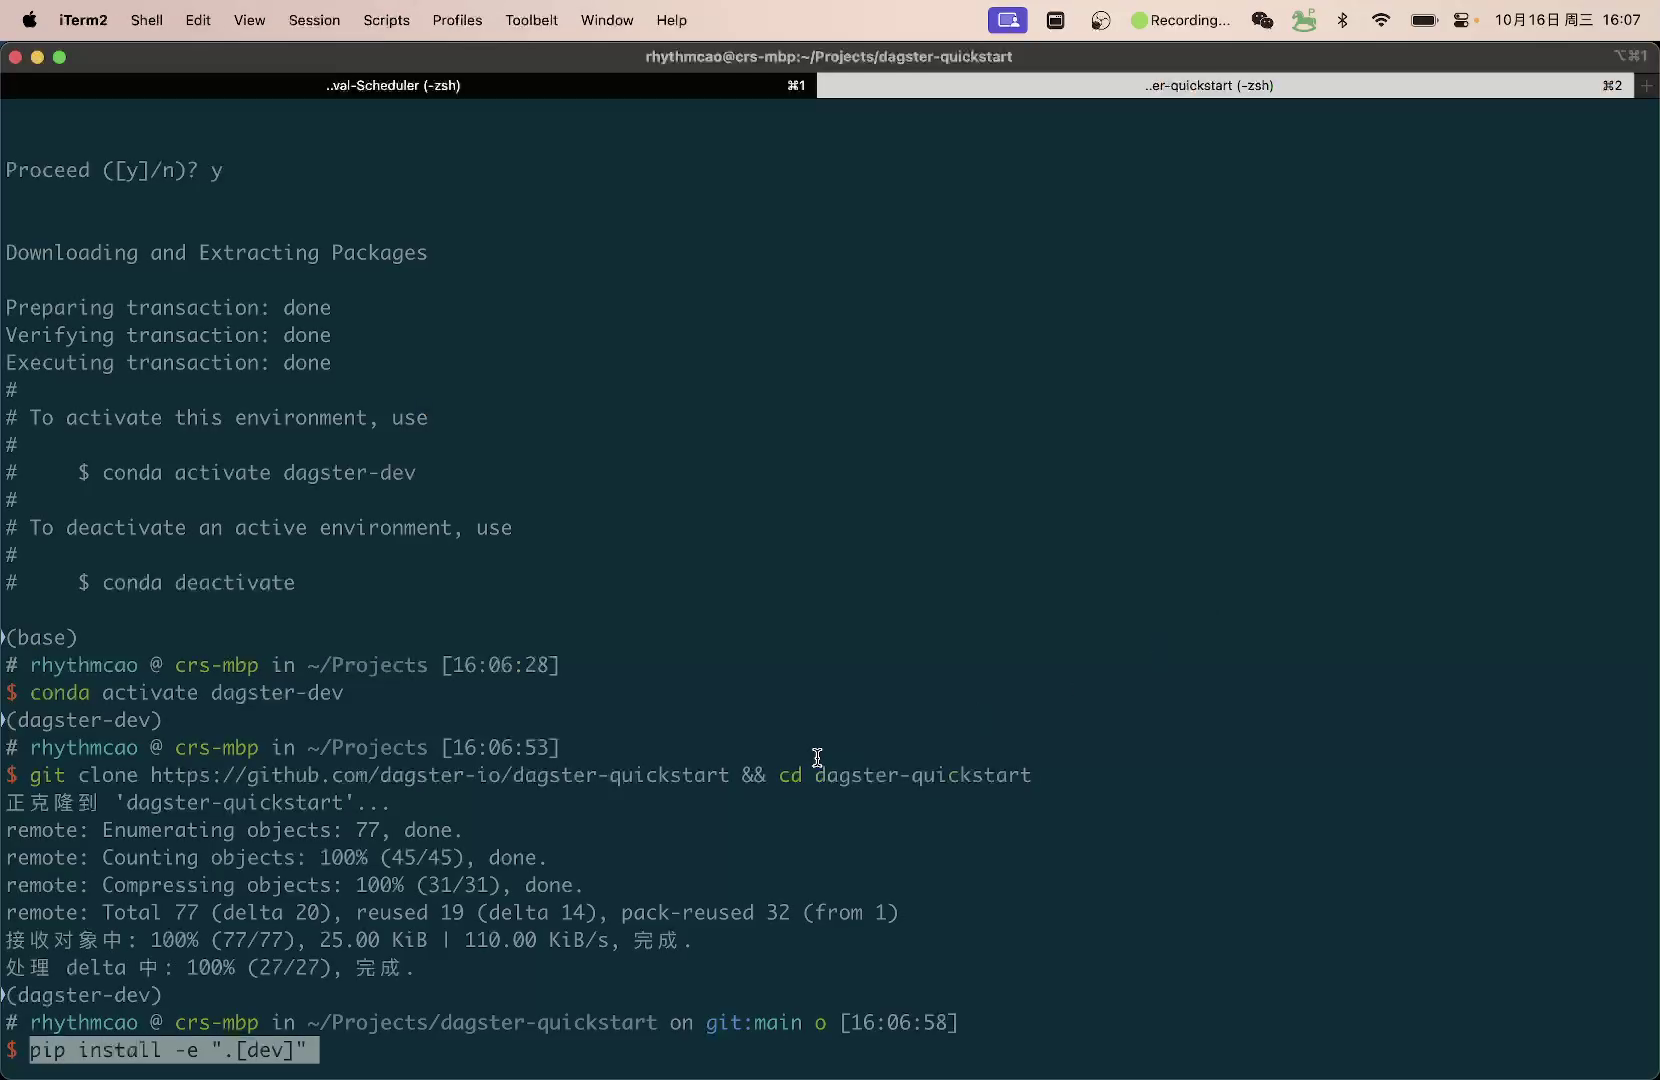 iTerm2 Shell Edit View Session Scripts Profiles Toolbelt Window Help Recording... 10月16日 周三 16:07
rhythmcao@crs-mbp:~/Projects/dagster-quickstart ⌥⌘1
..val-Scheduler (-zsh) ⌘1 ..er-quickstart (-zsh) ⌘2 +
Proceed ([y]/n)? y
Downloading and Extracting Packages
Preparing transaction: done
Verifying transaction: done
Executing transaction: done
#
# To activate this environment, use
#
#     $ conda activate dagster-dev
#
# To deactivate an active environment, use
#
#     $ conda deactivate
(base)
# rhythmcao @ crs-mbp in ~/Projects [16:06:28]
$ conda activate dagster-dev
(dagster-dev)
# rhythmcao @ crs-mbp in ~/Projects [16:06:53]
$ git clone https://github.com/dagster-io/dagster-quickstart && cd dagster-quickstart
正克隆到 'dagster-quickstart'...
remote: Enumerating objects: 77, done.
remote: Counting objects: 100% (45/45), done.
remote: Compressing objects: 100% (31/31), done.
remote: Total 77 (delta 20), reused 19 (delta 14), pack-reused 32 (from 1)
接收对象中: 100% (77/77), 25.00 KiB | 110.00 KiB/s, 完成.
处理 delta 中: 100% (27/27), 完成.
(dagster-dev)
# rhythmcao @ crs-mbp in ~/Projects/dagster-quickstart on git:main o [16:06:58]
$ pip install -e ".[dev]"